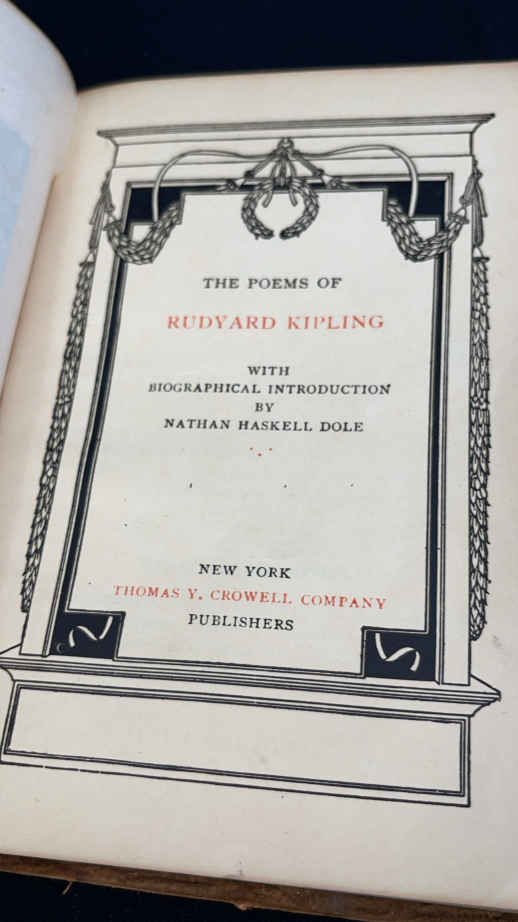 THE POEMS OF
RUDYARD KIPLING
WITH
BIOGRAPHICAL INTRODUCTION
BY
NATHAN HASKELL DOLE
NEW YORK
THOMAS Y. CROWELL COMPANY
PUBLISHERS